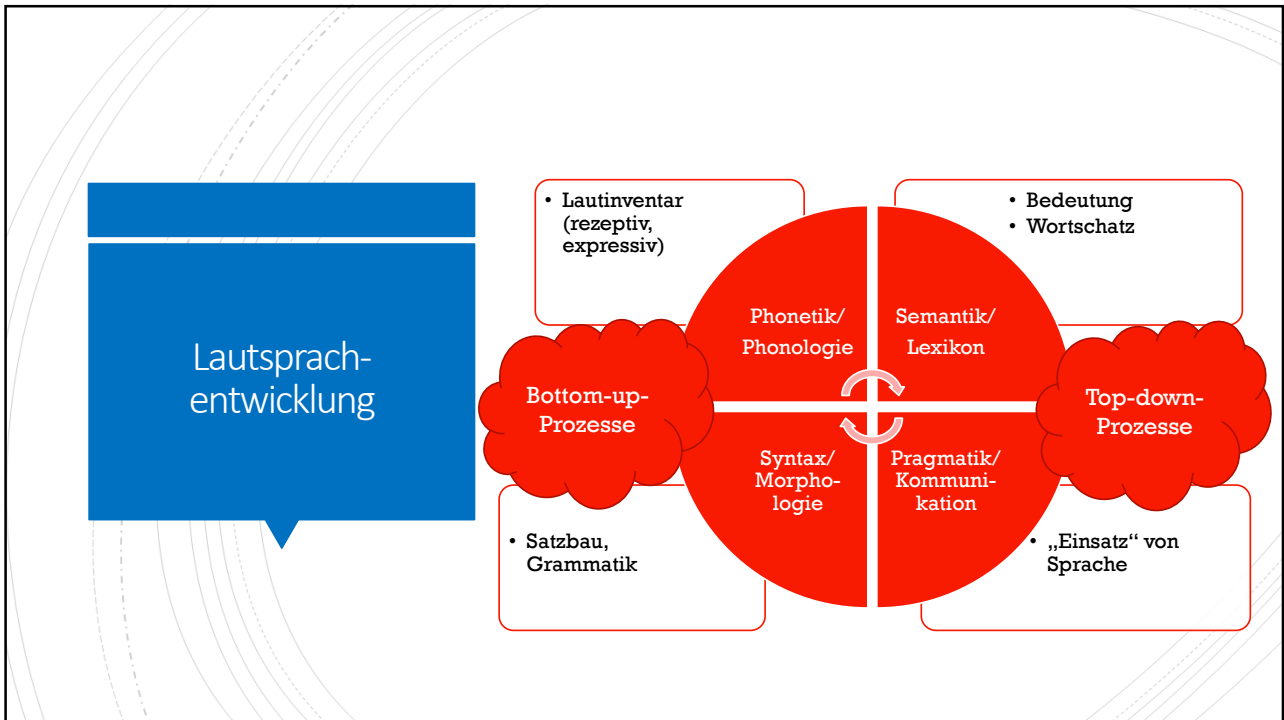 Lautsprach-
entwicklung
• Lautinventar
(rezeptiv,
expressiv)
• Bedeutung
• Wortschatz
Phonetik/
Phonologie
Semantik/
Lexikon
Bottom-up-
Prozesse
Top-down-
Prozesse
Syntax/
Morpho-
logie
Pragmatik/
Kommuni-
kation
• Satzbau,
Grammatik
• „Einsatz“ von
Sprache